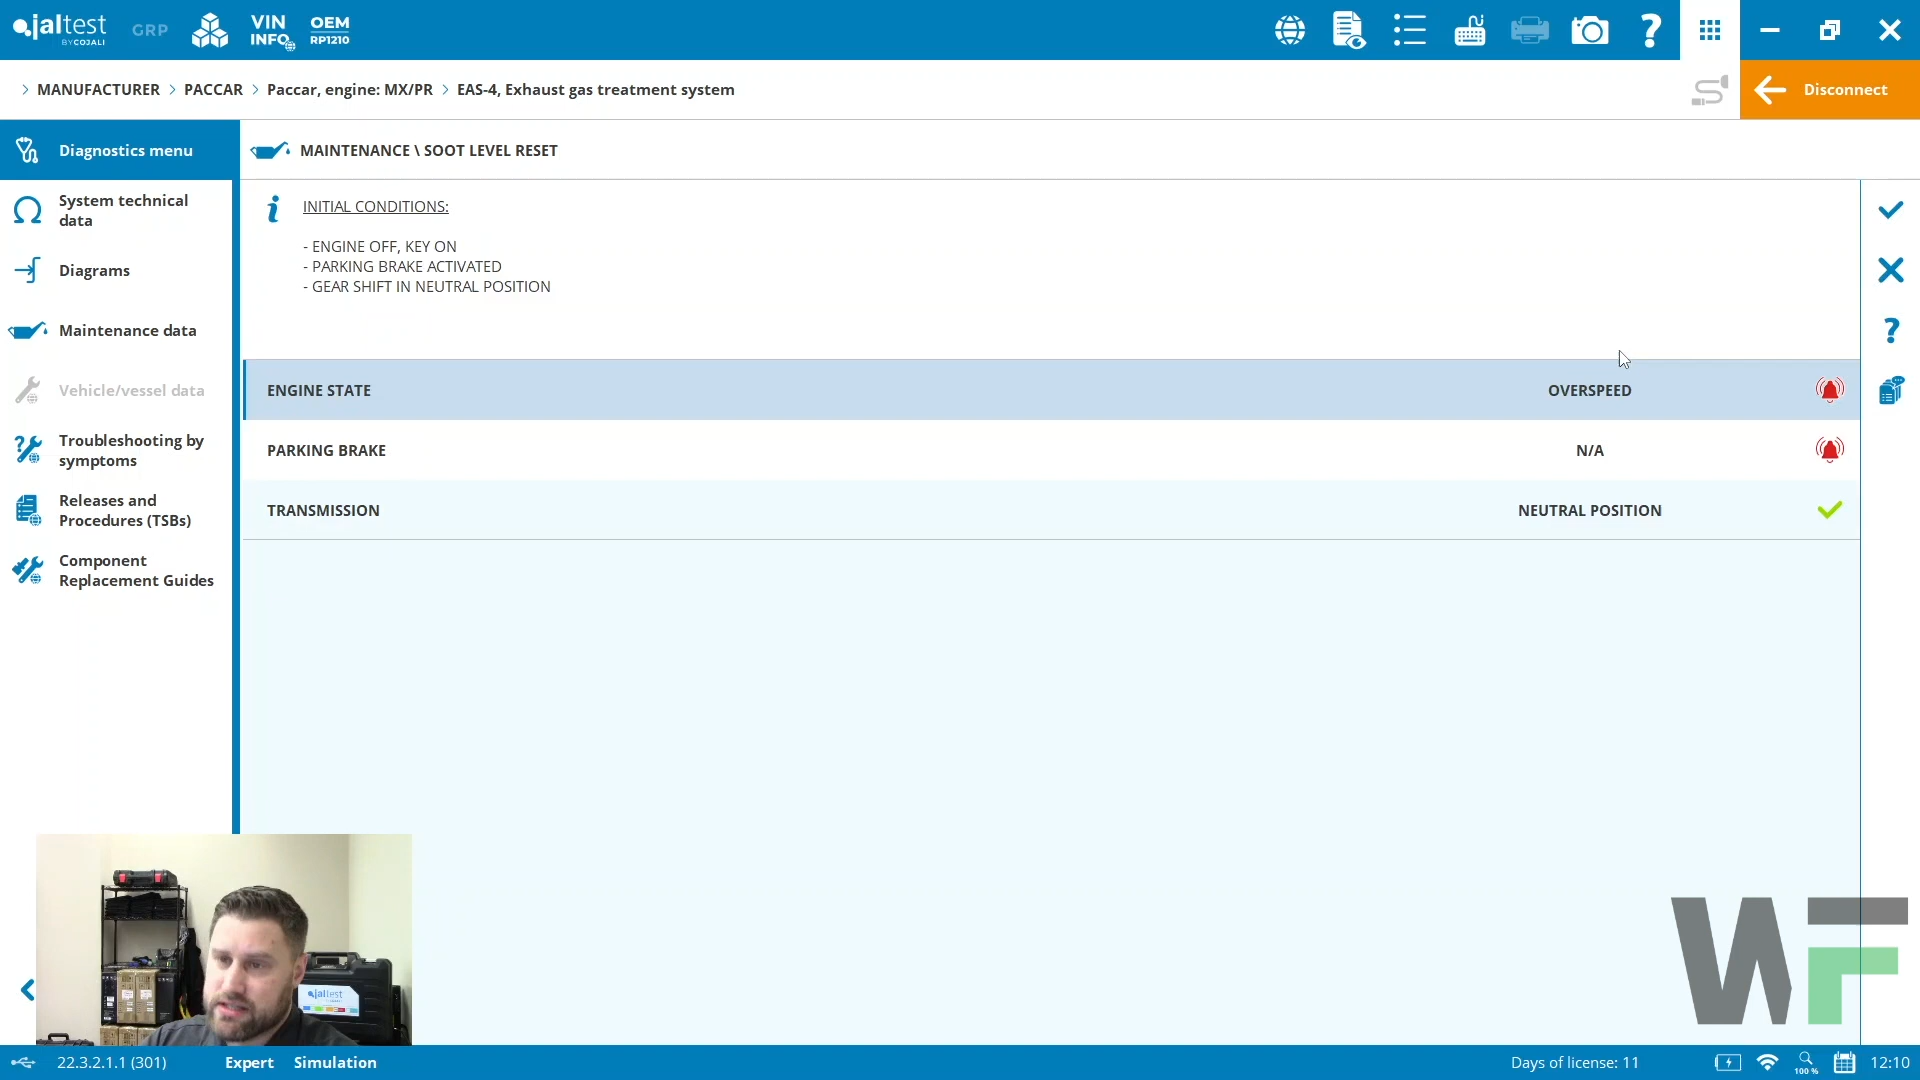 jaltest
BY COJALI
GRP
VIN
INFO
OEM
RP1210
MANUFACTURER
PACCAR
Paccar, engine: MX/PR
EAS-4, Exhaust gas treatment system
Disconnect
Diagnostics menu
MAINTENANCE \ SOOT LEVEL RESET
System technical
data
Diagrams
Maintenance data
Vehicle/vessel data
Troubleshooting by
symptoms
Releases and
Procedures (TSBs)
Component
Replacement Guides
INITIAL CONDITIONS:
- ENGINE OFF, KEY ON
- PARKING BRAKE ACTIVATED
- GEAR SHIFT IN NEUTRAL POSITION
ENGINE STATE OVERSPEED
PARKING BRAKE N/A
TRANSMISSION NEUTRAL POSITION
jaltest
WF
22.3.2.1.1 (301) Expert Simulation Days of license: 11 100 % 12:10